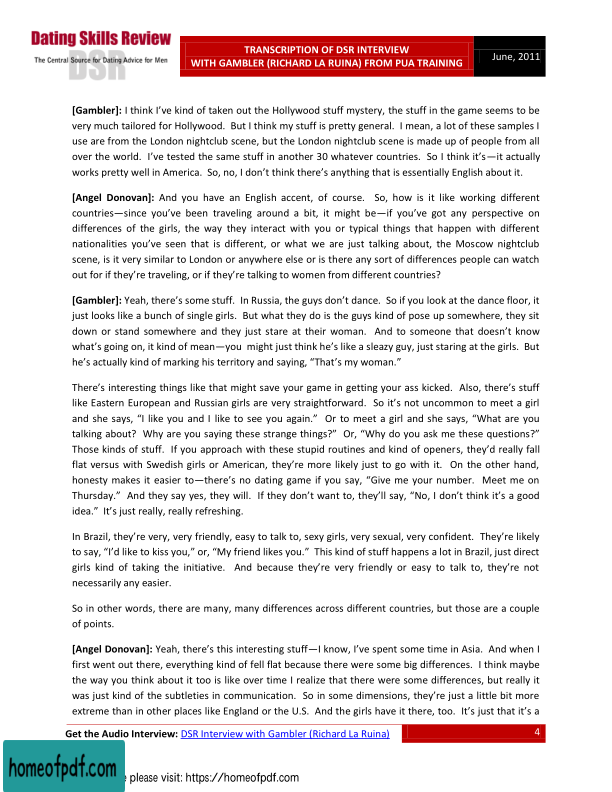 Dating Skills Review
The Central Source for Dating Advice for Men
DSR
TRANSCRIPTION OF DSR INTERVIEW
WITH GAMBLER (RICHARD LA RUINA) FROM PUA TRAINING
June, 2011
[Gambler]: I think I’ve kind of taken out the Hollywood stuff mystery, the stuff in the game seems to be
very much tailored for Hollywood. But I think my stuff is pretty general. I mean, a lot of these samples I
use are from the London nightclub scene, but the London nightclub scene is made up of people from all
over the world. I’ve tested the same stuff in another 30 whatever countries. So I think it’s—it actually
works pretty well in America. So, no, I don’t think there’s anything that is essentially English about it.
[Angel Donovan]: And you have an English accent, of course. So, how is it like working different
countries—since you’ve been traveling around a bit, it might be—if you’ve got any perspective on
differences of the girls, the way they interact with you or typical things that happen with different
nationalities you’ve seen that is different, or what we are just talking about, the Moscow nightclub
scene, is it very similar to London or anywhere else or is there any sort of differences people can watch
out for if they’re traveling, or if they’re talking to women from different countries?
[Gambler]: Yeah, there’s some stuff. In Russia, the guys don’t dance. So if you look at the dance floor, it
just looks like a bunch of single girls. But what they do is the guys kind of pose up somewhere, they sit
down or stand somewhere and they just stare at their woman. And to someone that doesn’t know
what’s going on, it kind of mean—you might just think he’s like a sleazy guy, just staring at the girls. But
he’s actually kind of marking his territory and saying, “That’s my woman.”
There’s interesting things like that might save your game in getting your ass kicked. Also, there’s stuff
like Eastern European and Russian girls are very straightforward. So it’s not uncommon to meet a girl
and she says, “I like you and I like to see you again.” Or to meet a girl and she says, “What are you
talking about? Why are you saying these strange things?” Or, “Why do you ask me these questions?”
Those kinds of stuff. If you approach with these stupid routines and kind of openers, they’d really fall
flat versus with Swedish girls or American, they’re more likely just to go with it. On the other hand,
honesty makes it easier to—there’s no dating game if you say, “Give me your number. Meet me on
Thursday.” And they say yes, they will. If they don’t want to, they’ll say, “No, I don’t think it’s a good
idea.” It’s just really, really refreshing.
In Brazil, they’re very, very friendly, easy to talk to, sexy girls, very sexual, very confident. They’re likely
to say, “I’d like to kiss you,” or, “My friend likes you.” This kind of stuff happens a lot in Brazil, just direct
girls kind of taking the initiative. And because they’re very friendly or easy to talk to, they’re not
necessarily any easier.
So in other words, there are many, many differences across different countries, but those are a couple
of points.
[Angel Donovan]: Yeah, there’s this interesting stuff—I know, I’ve spent some time in Asia. And when I
first went out there, everything kind of fell flat because there were some big differences. I think maybe
the way you think about it too is like over time I realize that there were some differences, but really it
was just kind of the subtleties in communication. So in some dimensions, they’re just a little bit more
extreme than in other places like England or the U.S. And the girls have it there, too. It’s just that it’s a
Get the Audio Interview: DSR Interview with Gambler (Richard La Ruina)
4
homeofpdf.com
please visit: https://homeofpdf.com